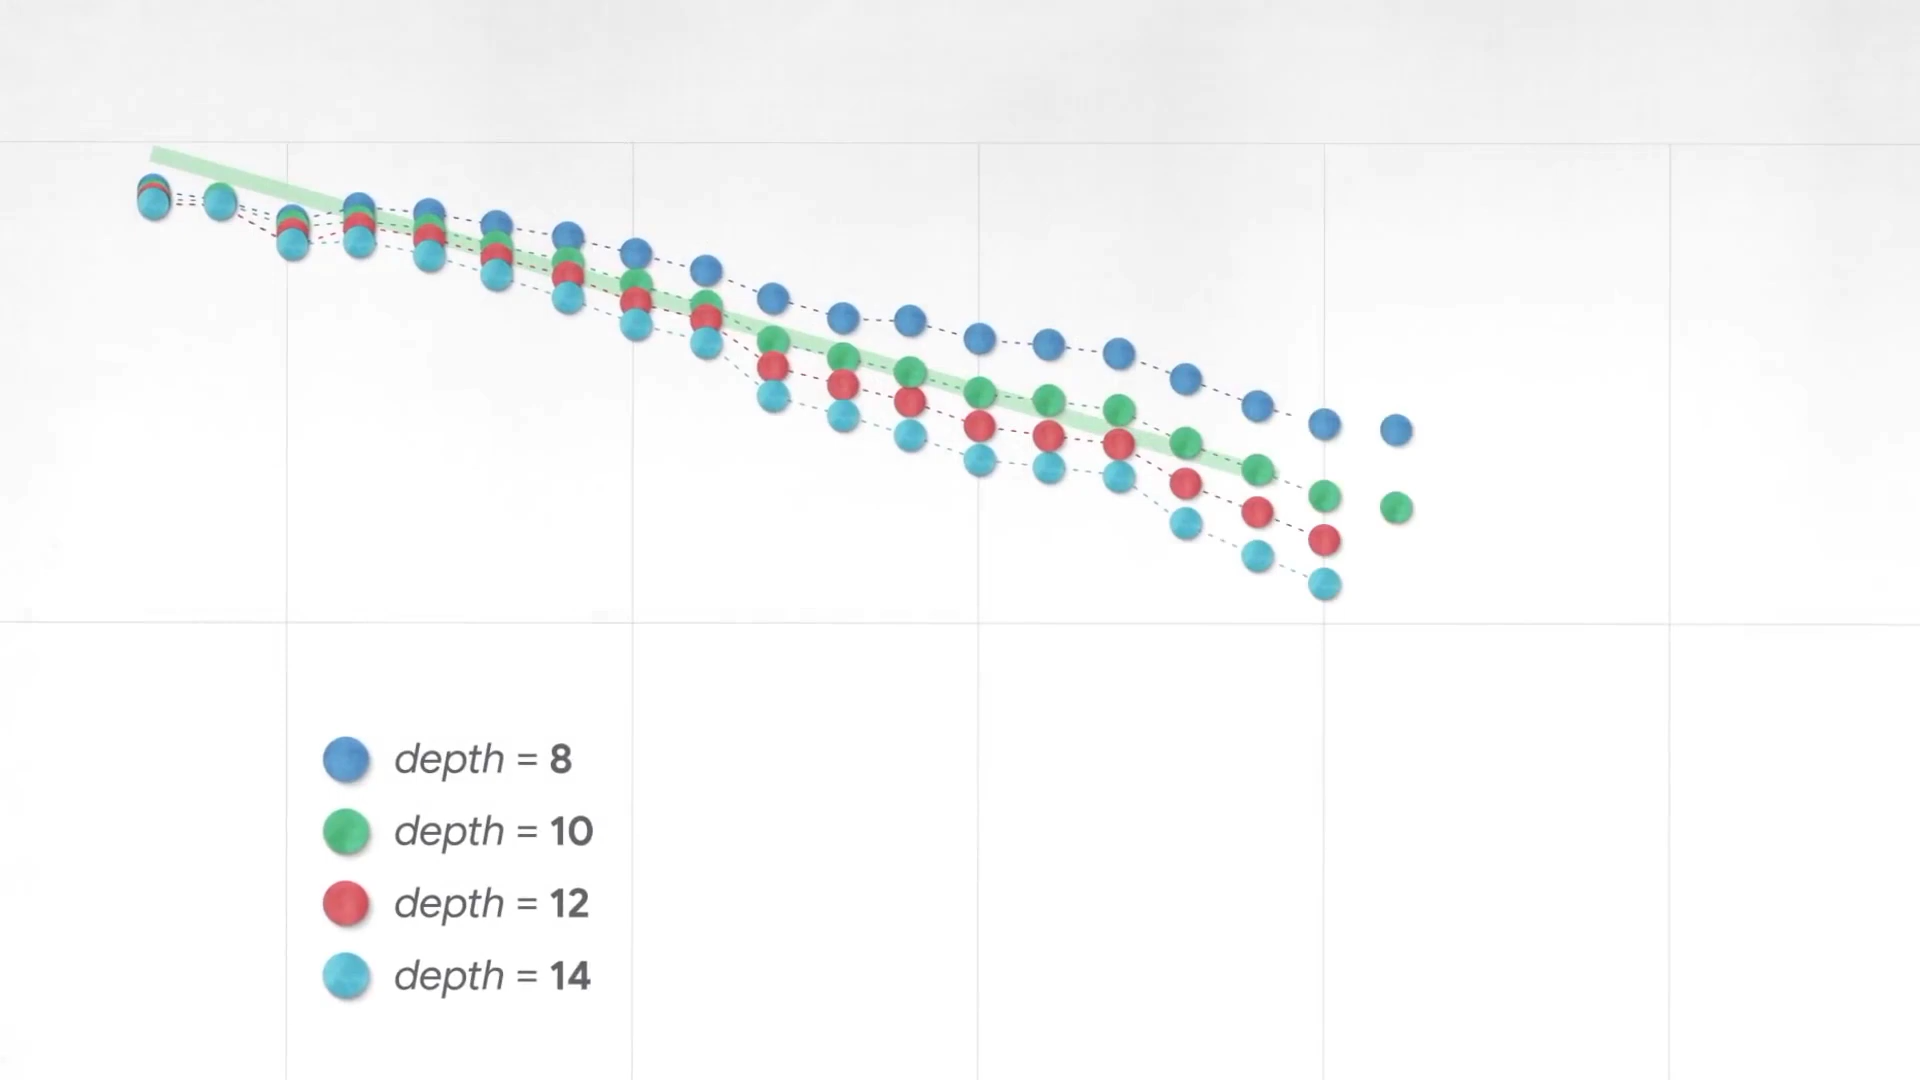 depth = 8
depth = 10
depth = 12
depth = 14